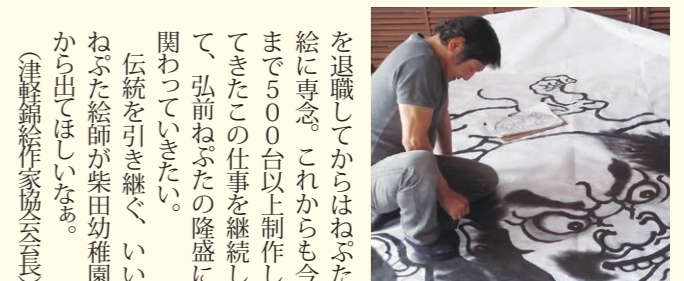 を退職してからはねぷた
絵に専念。これからも今
まで500台以上制作し
てきたこの仕事を継続し
て、弘前ねぷたの隆盛に
関わっていきたい。
伝統を引き継ぐ、いい
ねぷた絵師が柴田幼稚園
から出てほしいなぁ。
(津軽錦絵作家協会会長)